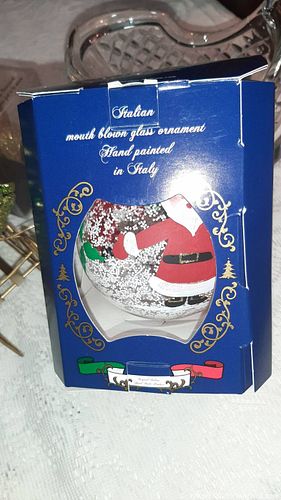 Italian
mouth blown glass ornament
Hand painted
in Italy